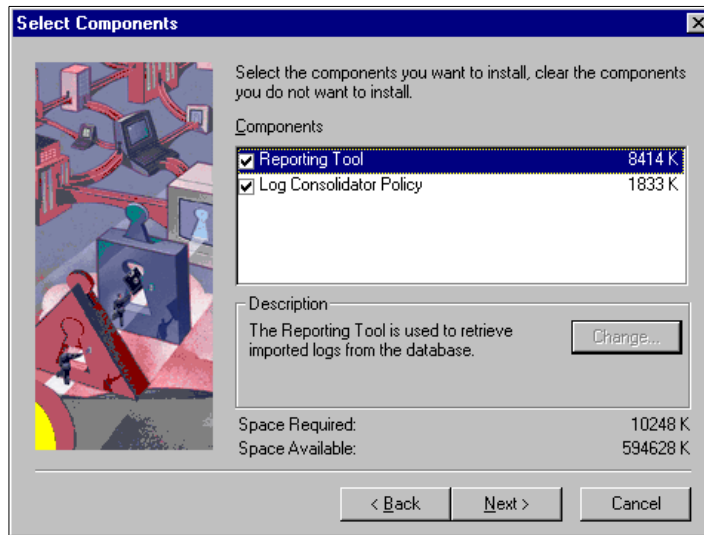 Select Components
Select the components you want to install, clear the components
you do not want to install.
Components
Reporting Tool 8414 K
Log Consolidator Policy 1833 K
Description
The Reporting Tool is used to retrieve
imported logs from the database.
Change...
Space Required: 10248 K
Space Available: 594628 K
< Back Next > Cancel